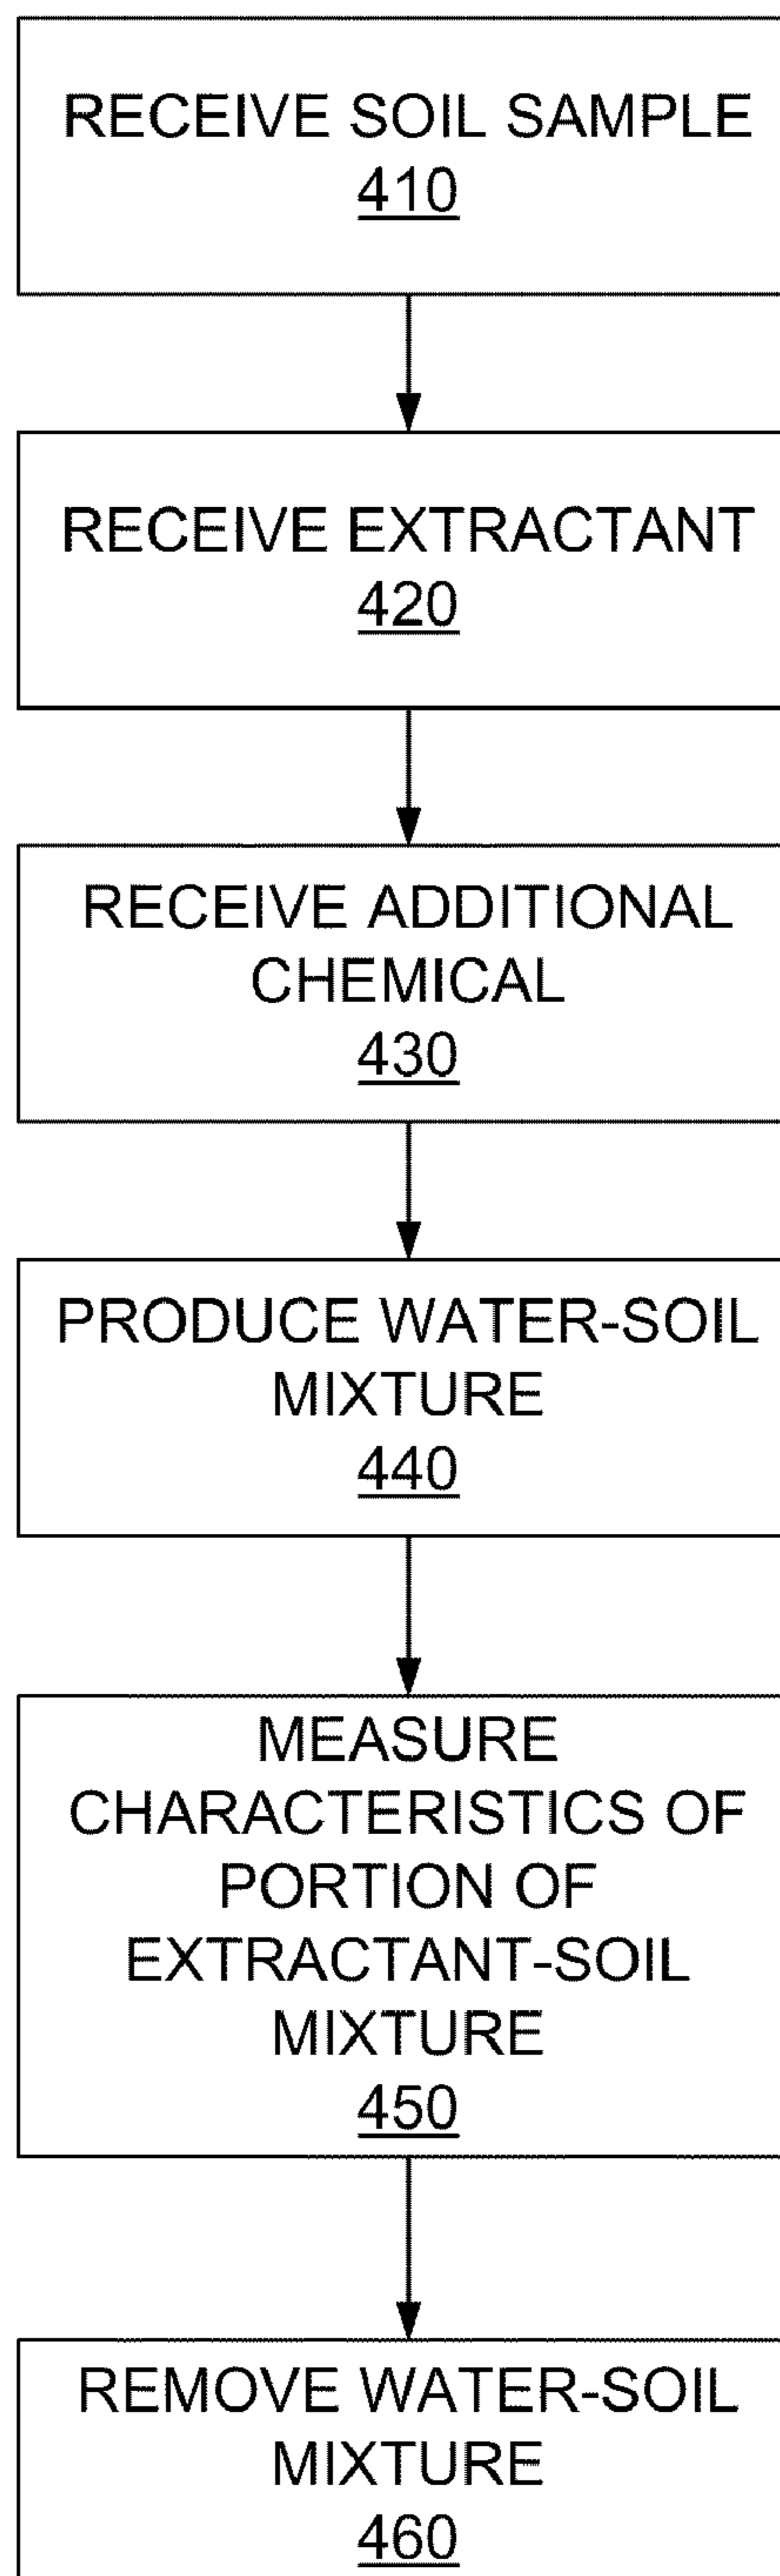 RECEIVE SOIL SAMPLE
410
RECEIVE EXTRACTANT
420
RECEIVE ADDITIONAL
CHEMICAL
430
PRODUCE WATER-SOIL
MIXTURE
440
MEASURE
CHARACTERISTICS OF
PORTION OF
EXTRACTANT-SOIL
MIXTURE
450
REMOVE WATER-SOIL
MIXTURE
460